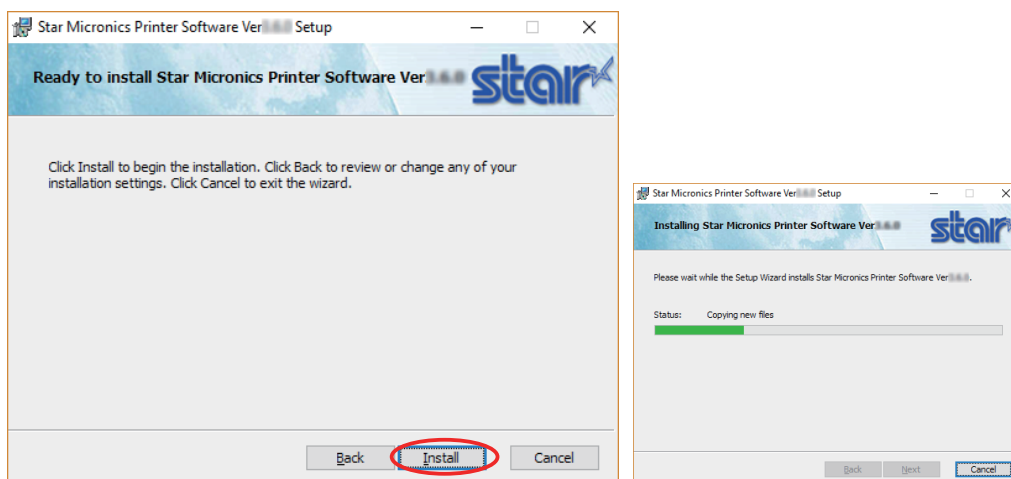 Star Micronics Printer Software Ver Setup
Ready to install Star Micronics Printer Software Ver
star
Click Install to begin the installation. Click Back to review or change any of your
installation settings. Click Cancel to exit the wizard.
Back Install Cancel
Star Micronics Printer Software Ver Setup
Installing Star Micronics Printer Software Ver
star
Please wait while the Setup Wizard installs Star Micronics Printer Software Ver .
Status: Copying new files
Back Next Cancel